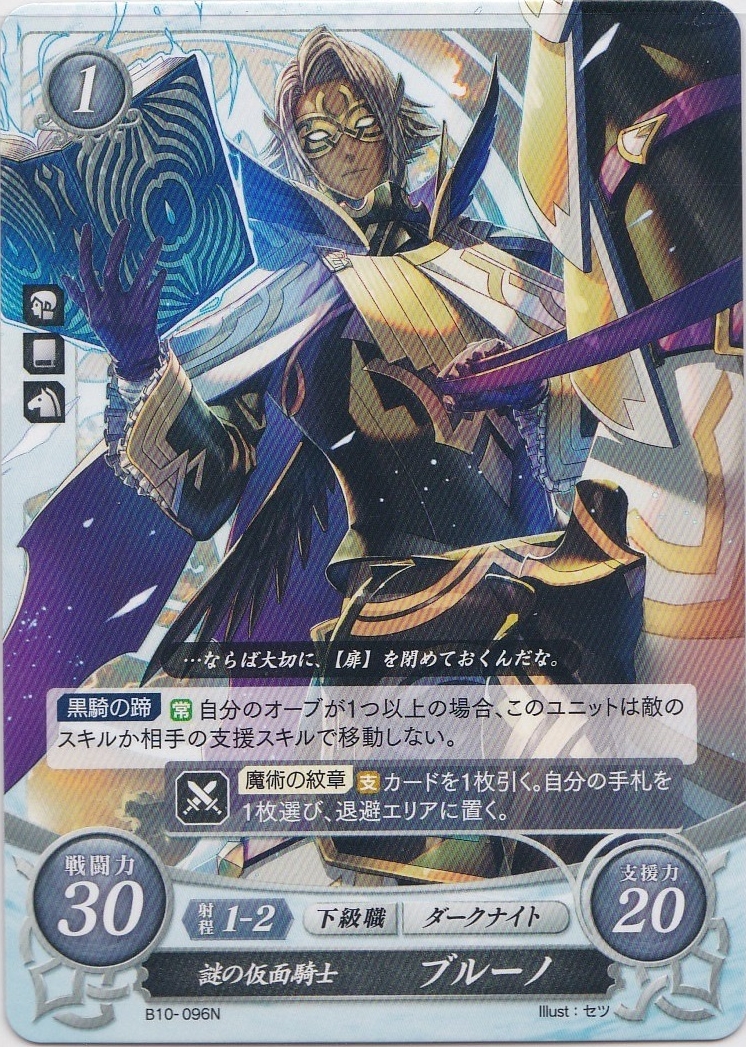 1
…ならば大切に、【扉】を閉めておくんだな。
黒騎の蹄 常 自分のオーブが1つ以上の場合、このユニットは敵の
スキルか相手の支援スキルで移動しない。
魔術の紋章 支 カードを1枚引く。自分の手札を
1枚選び、退避エリアに置く。
戦闘力
30
射程 1-2 下級職 ダークナイト
支援力
20
謎の仮面騎士 ブルーノ
B10-096N
Illust：セツ